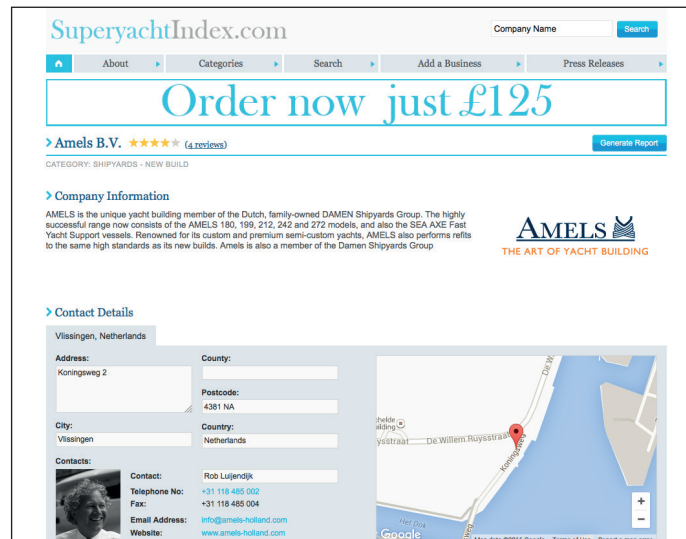 SuperyachtIndex.com
Company Name
Search
About
Categories
Search
Add a Business
Press Releases
Order now just £125
Amels B.V.
(4 reviews)
Generate Report
CATEGORY: SHIPYARDS - NEW BUILD
Company Information
AMELS is the unique yacht building member of the Dutch, family-owned DAMEN Shipyards Group. The highly
successful range now consists of the AMELS 180, 199, 212, 242 and 272 models, and also the SEA AXE Fast
Yacht Support vessels. Renowned for its custom and premium semi-custom yachts, AMELS also performs refits
to the same high standards as its new builds. Amels is also a member of the Damen Shipyards Group
AMELS
THE ART OF YACHT BUILDING
Contact Details
Vlissingen, Netherlands
Address:
Koningsweg 2
County:
Postcode:
4381 NA
City:
Vlissingen
Country:
Netherlands
Contacts:
Contact:
Rob Luijendijk
Telephone No:
+31 118 485 002
Fax:
+31 118 485 004
Email Address:
info@amels-holland.com
Website:
www.amels-holland.com
De W
De Willem Ruysstraat
Koningsweg
Het Dok
Google